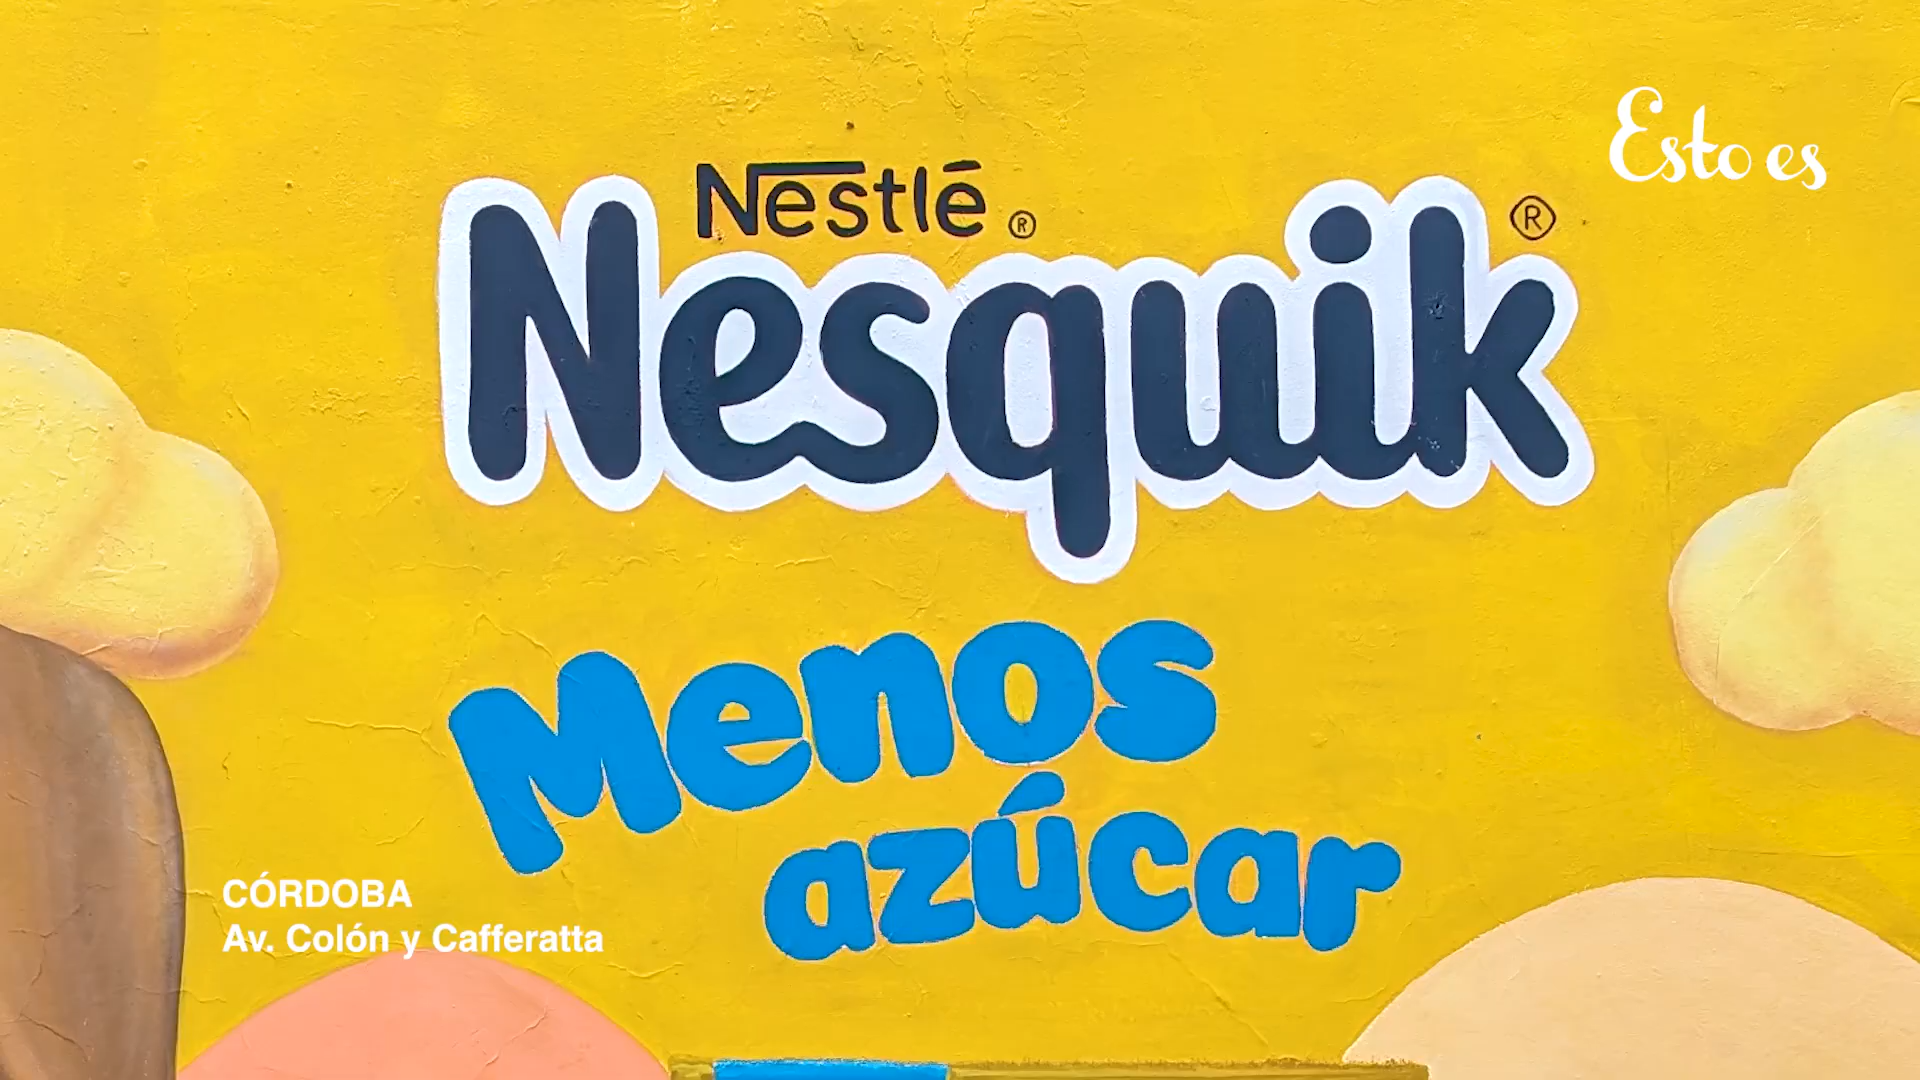 Esto es
Nestlé ®
Nesquik ®
Menos
azúcar
CÓRDOBA
Av. Colón y Cafferatta